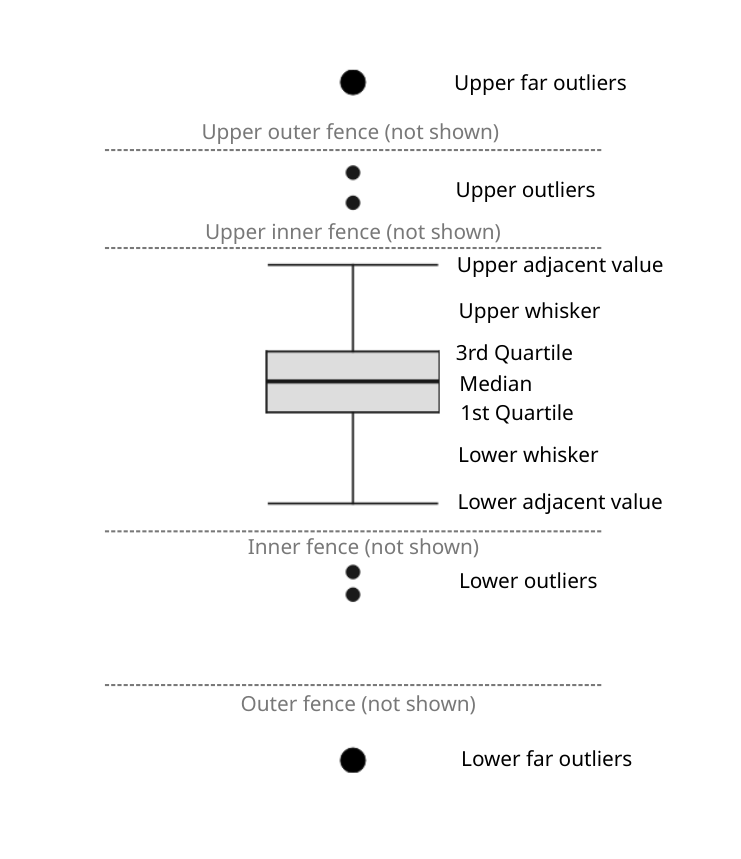 Upper far outliers
Upper outer fence (not shown)
Upper outliers
Upper inner fence (not shown)
Upper adjacent value
Upper whisker
3rd Quartile
Median
1st Quartile
Lower whisker
Lower adjacent value
Inner fence (not shown)
Lower outliers
Outer fence (not shown)
Lower far outliers